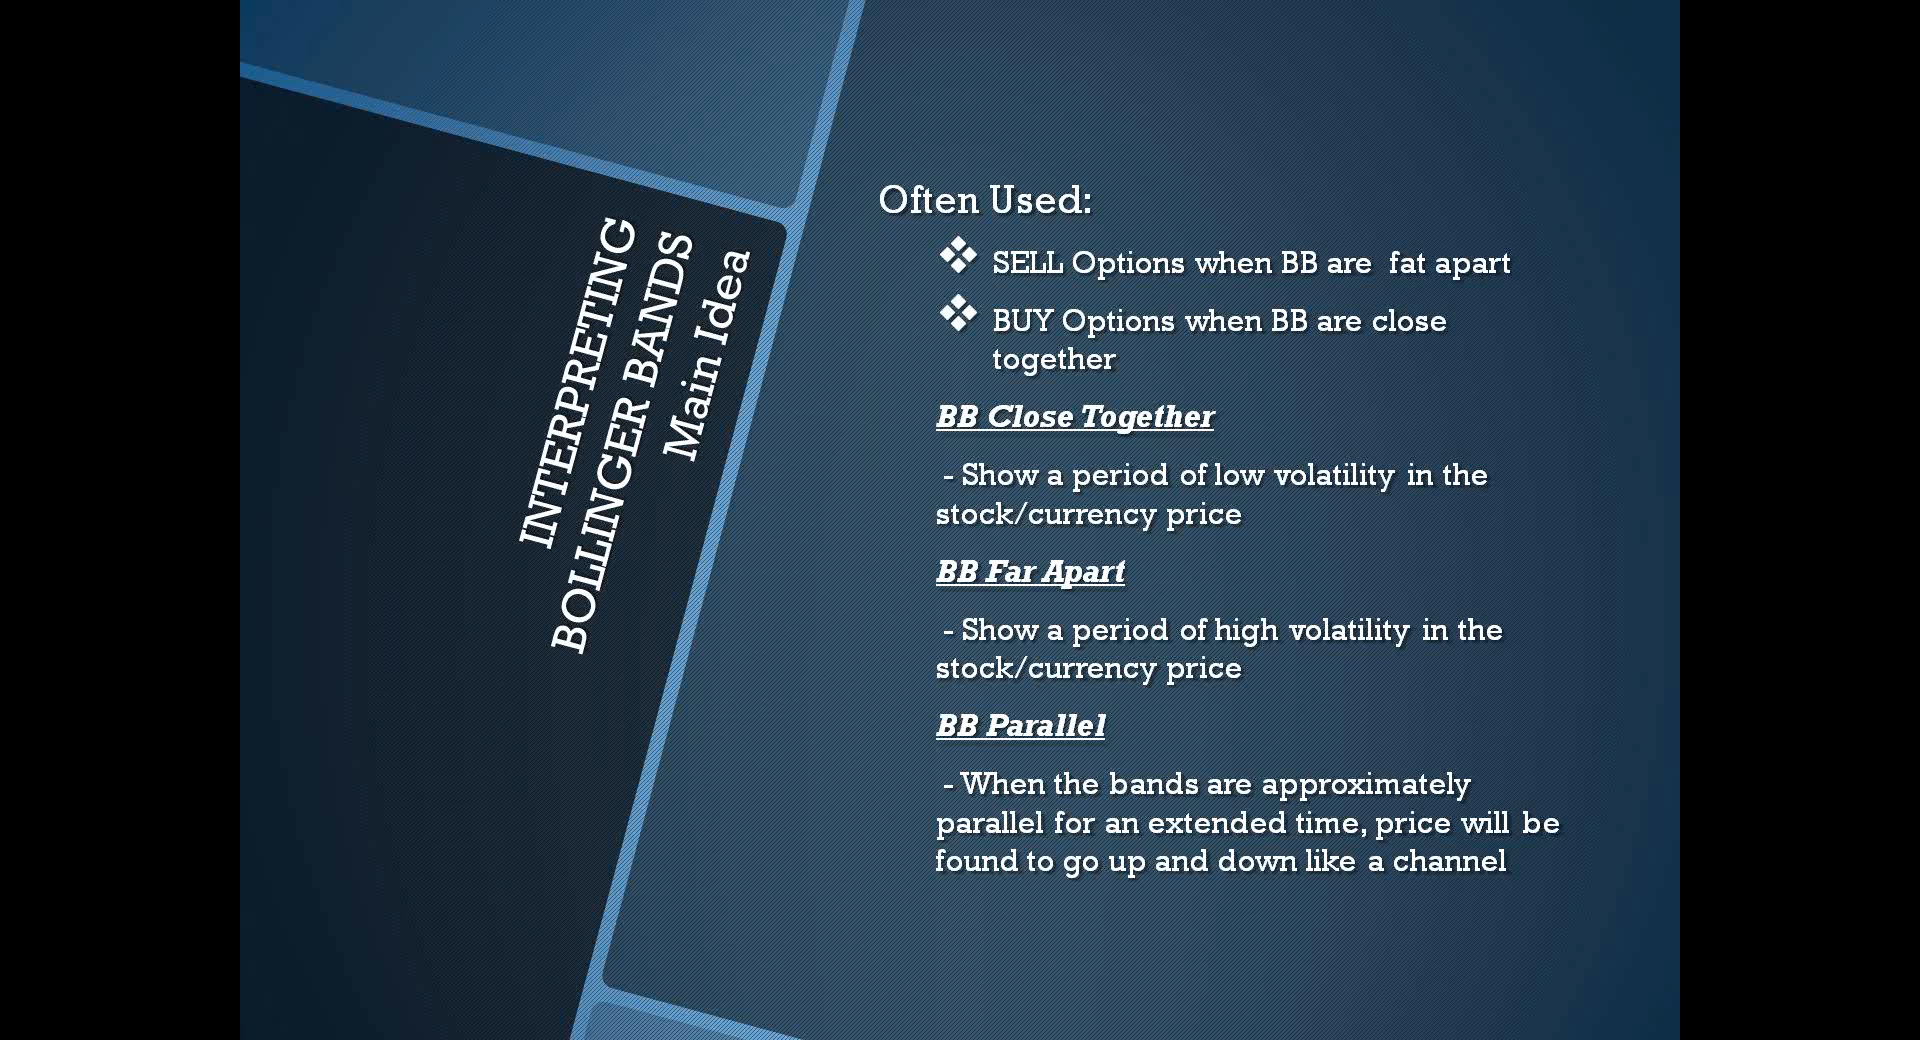 INTERPRETING
BOLLINGER BANDS
Main Idea
Often Used:
❖ SELL Options when BB are fat apart
❖ BUY Options when BB are close
together
BB Close Together
- Show a period of low volatility in the
stock/currency price
BB Far Apart
- Show a period of high volatility in the
stock/currency price
BB Parallel
- When the bands are approximately
parallel for an extended time, price will be
found to go up and down like a channel